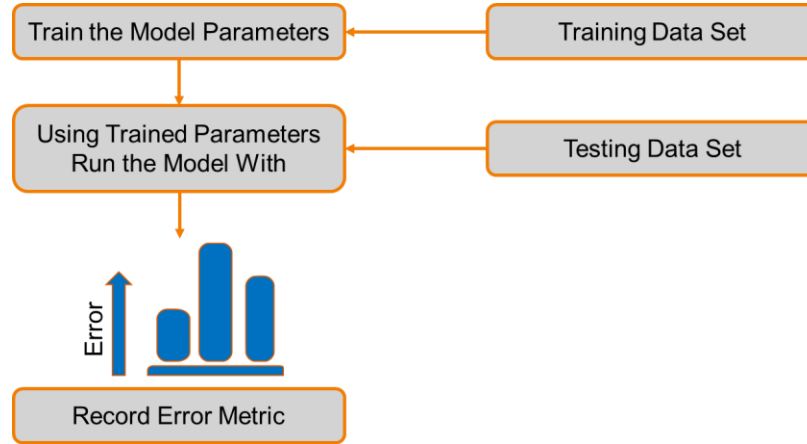 Train the Model Parameters
Training Data Set
Using Trained Parameters
Run the Model With
Testing Data Set
Error
Record Error Metric